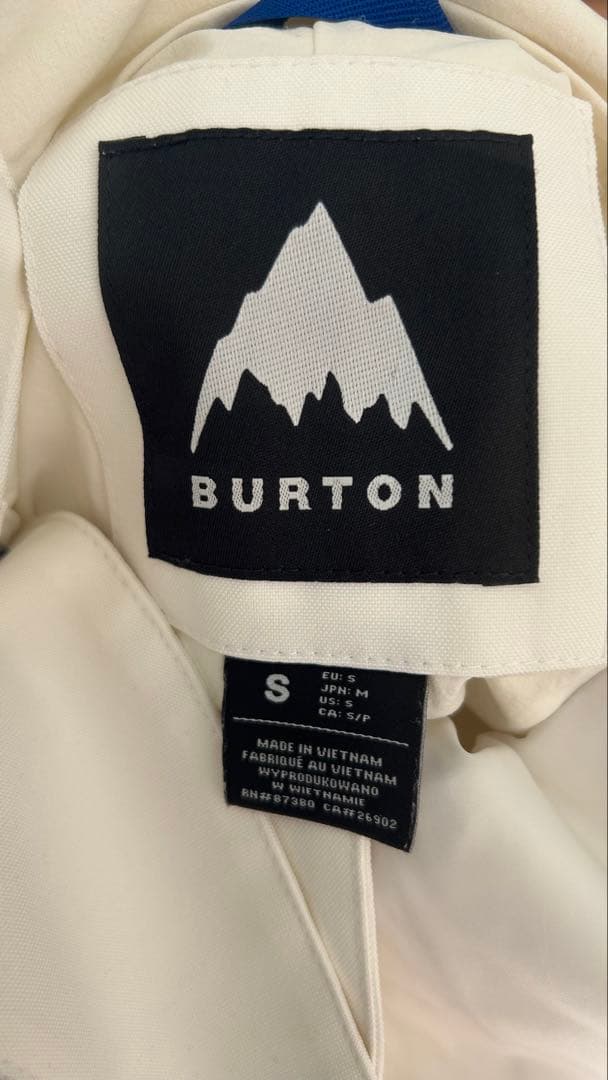 BURTON
S
EU: S
JPN: M
US: S
CA: S/P
MADE IN VIETNAM
FABRIQUÉ AU VIETNAM
WYPRODUKOWANO
W WIETNAMIE
RN#87380 CA#26902